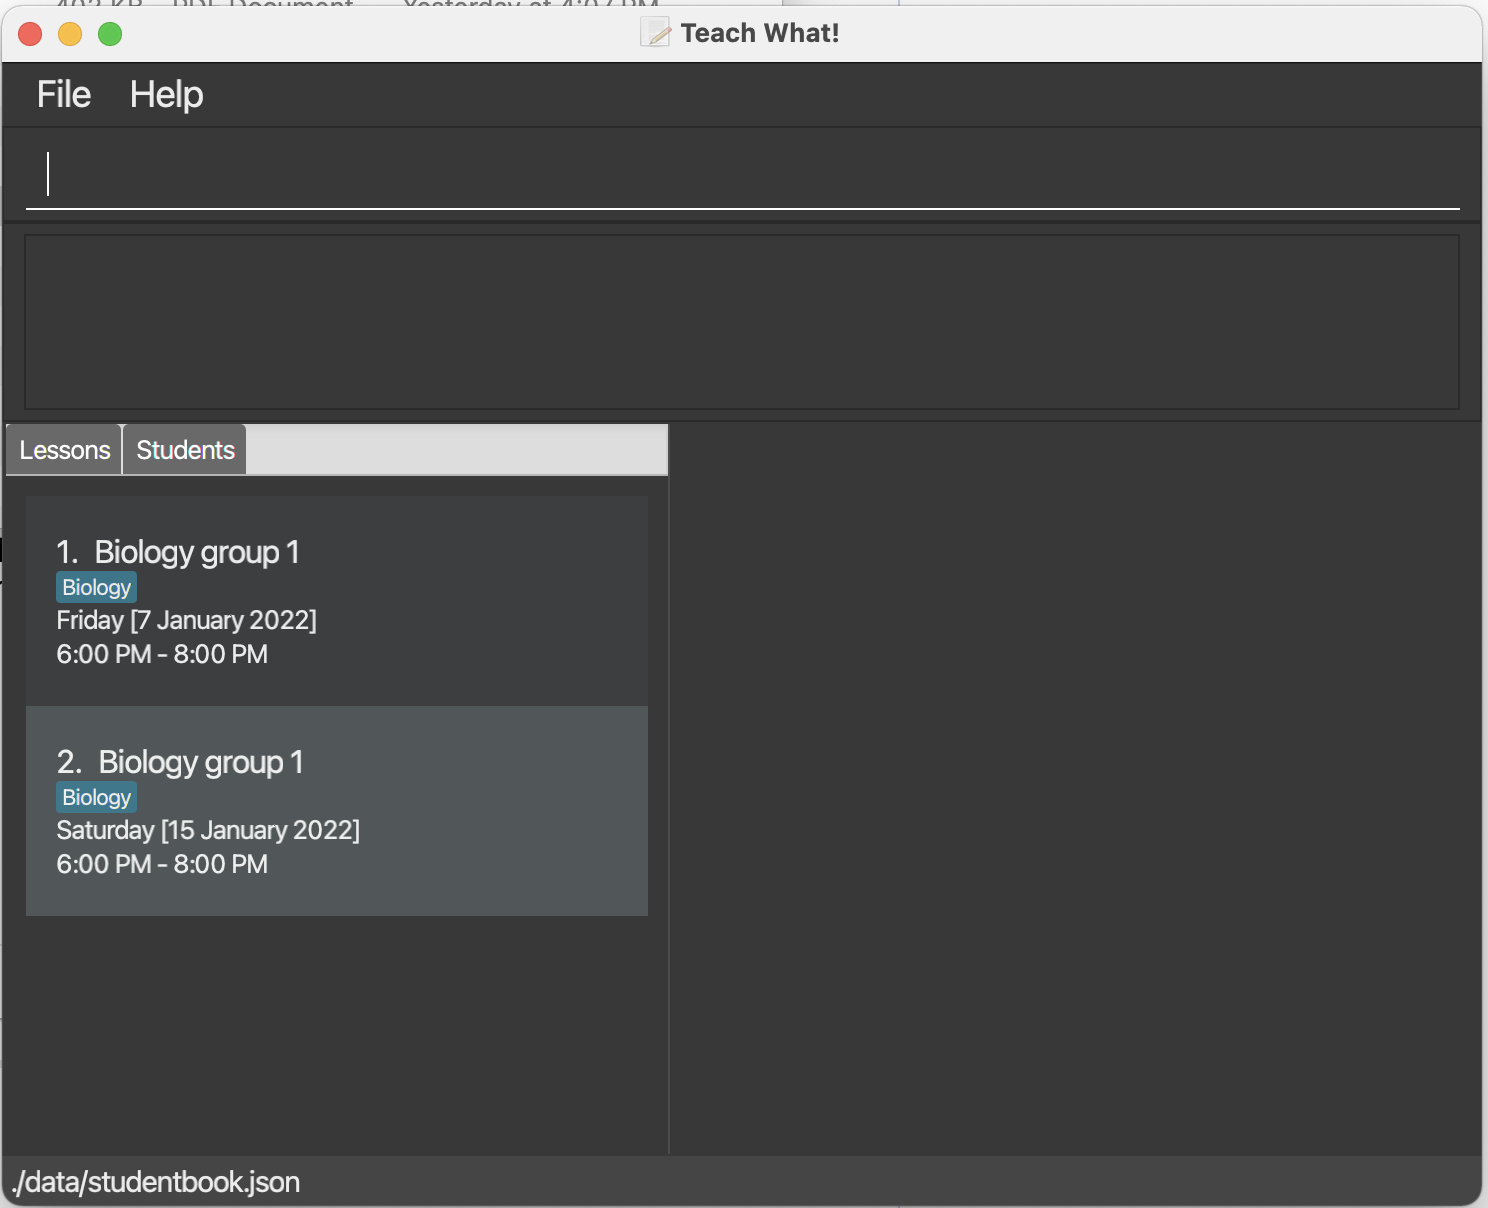 Teach What!
File Help
Lessons Students
1. Biology group 1
Biology
Friday [7 January 2022]
6:00 PM - 8:00 PM
2. Biology group 1
Biology
Saturday [15 January 2022]
6:00 PM - 8:00 PM
./data/studentbook.json